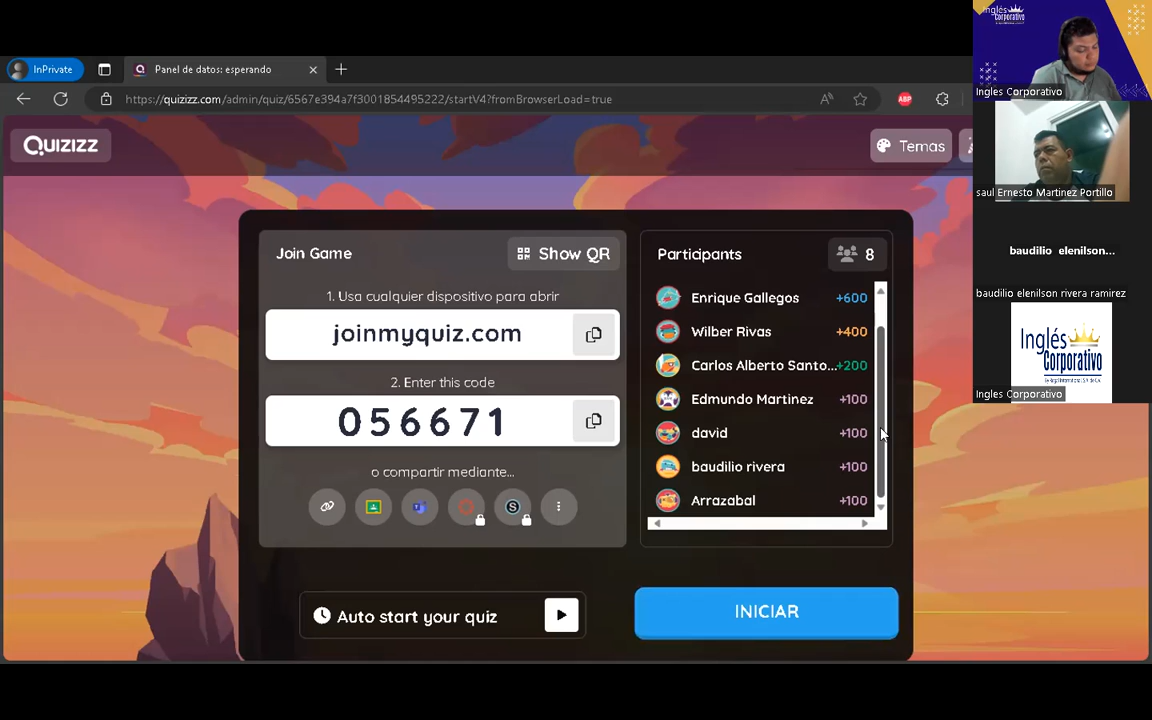 InPrivate
Panel de datos: esperando
https://quizizz.com/admin/quiz/6567e394a7f3001854495222/startV4?fromBrowserLoad=true
ABP
Quizizz
Temas
Join Game
Show QR
1. Usa cualquier dispositivo para abrir
joinmyquiz.com
2. Enter this code
056671
o compartir mediante...
Auto start your quiz
Participants
8
Enrique Gallegos +600
Wilber Rivas +400
Carlos Alberto Santo... +200
Edmundo Martinez +100
david +100
baudilio rivera +100
Arrazabal +100
INICIAR
Inglés
Corporativo
Ingles Corporativo
saul Ernesto Martinez Portillo
baudilio elenilson...
baudilio elenilson rivera ramirez
Inglés
Corporativo
Ingles Corporativo